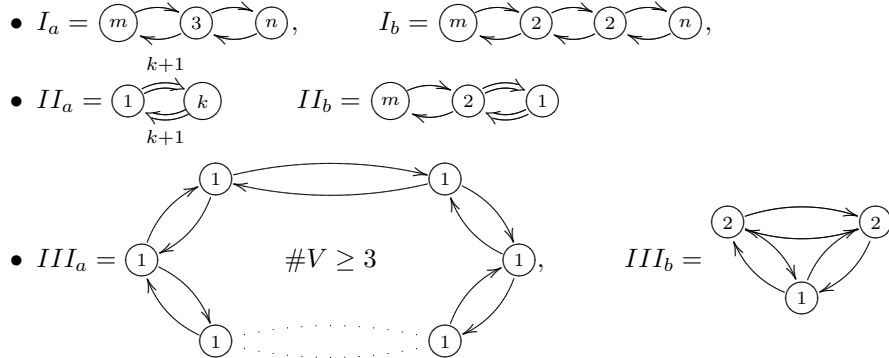 • I_a = m 3 n, I_b = m 2 2 n,
k+1
• II_a = 1 k II_b = m 2 1
k+1
1 1
2 2
• III_a = 1 #V ≥ 3 1, III_b =
1
1 1